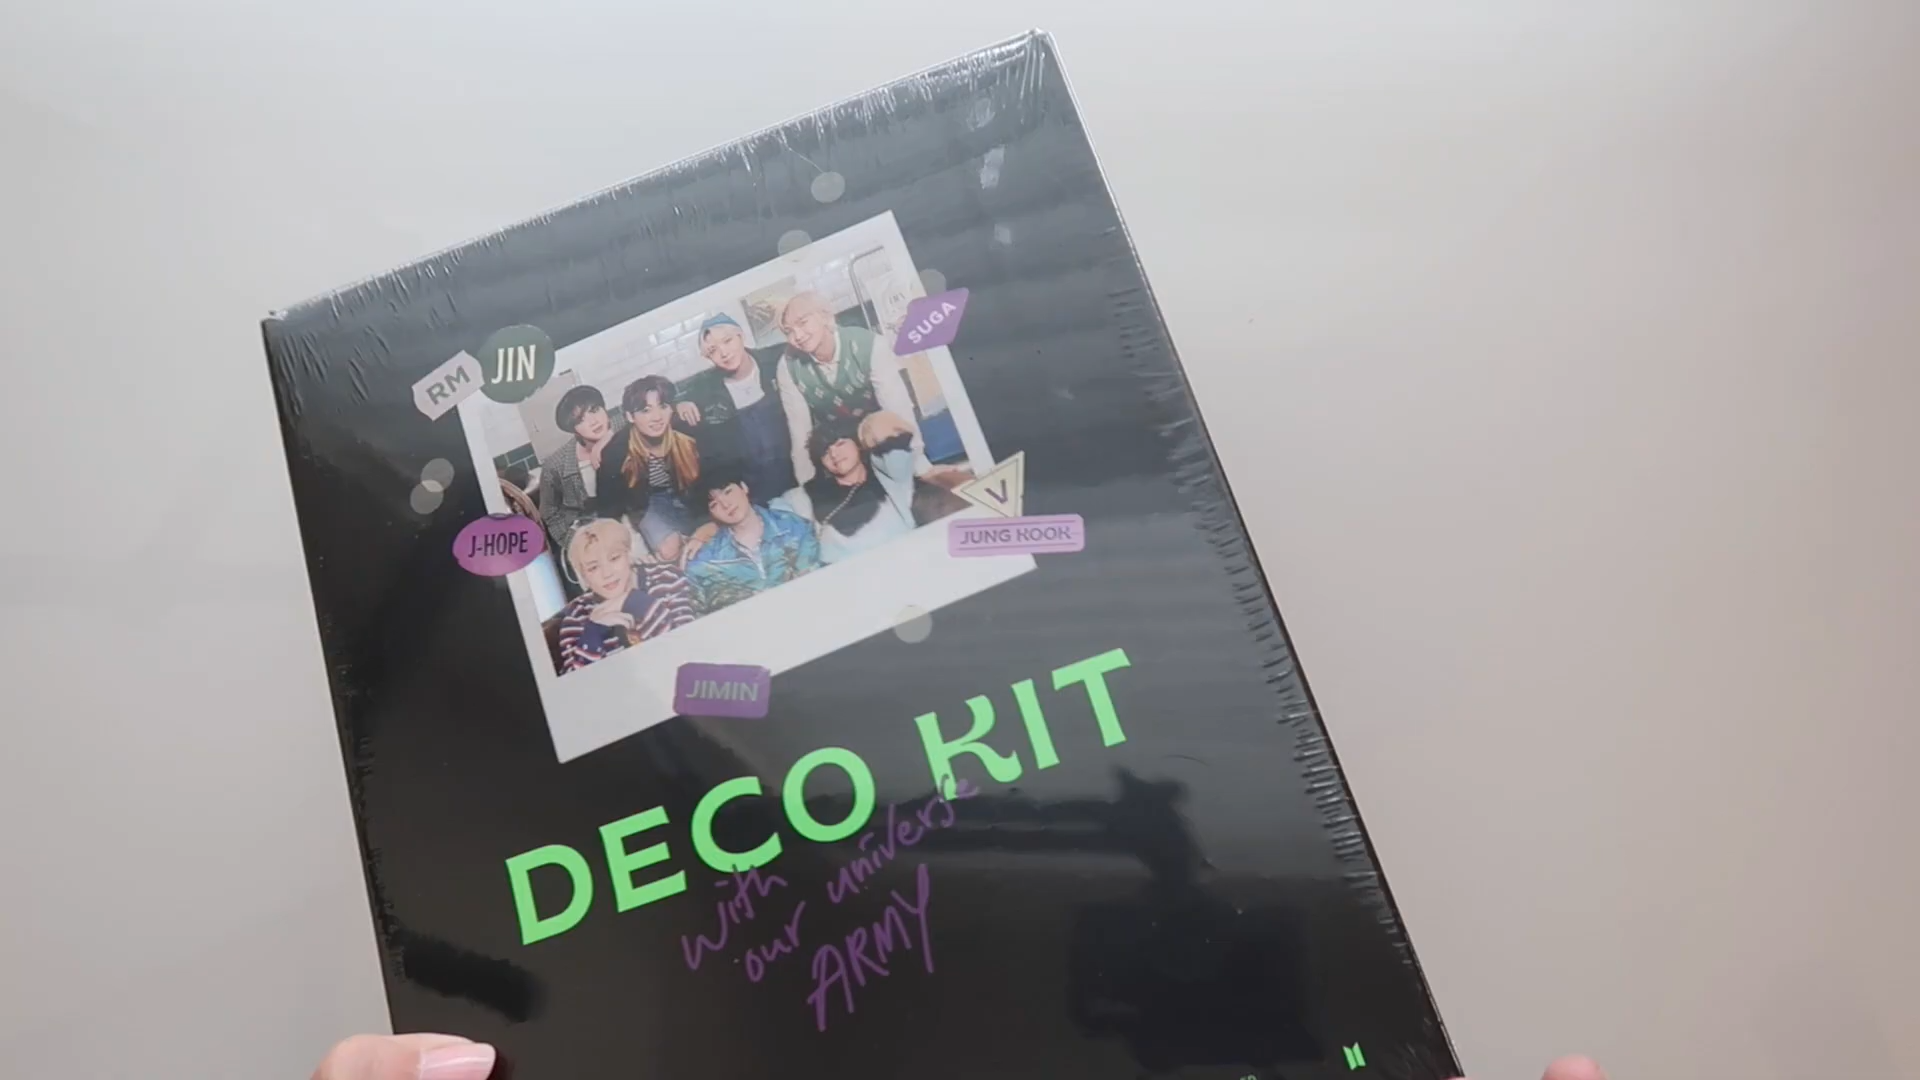 RM
JIN
SUGA
V
J-HOPE
JUNG KOOK
JIMIN
DECO KIT
with
our universe
ARMY